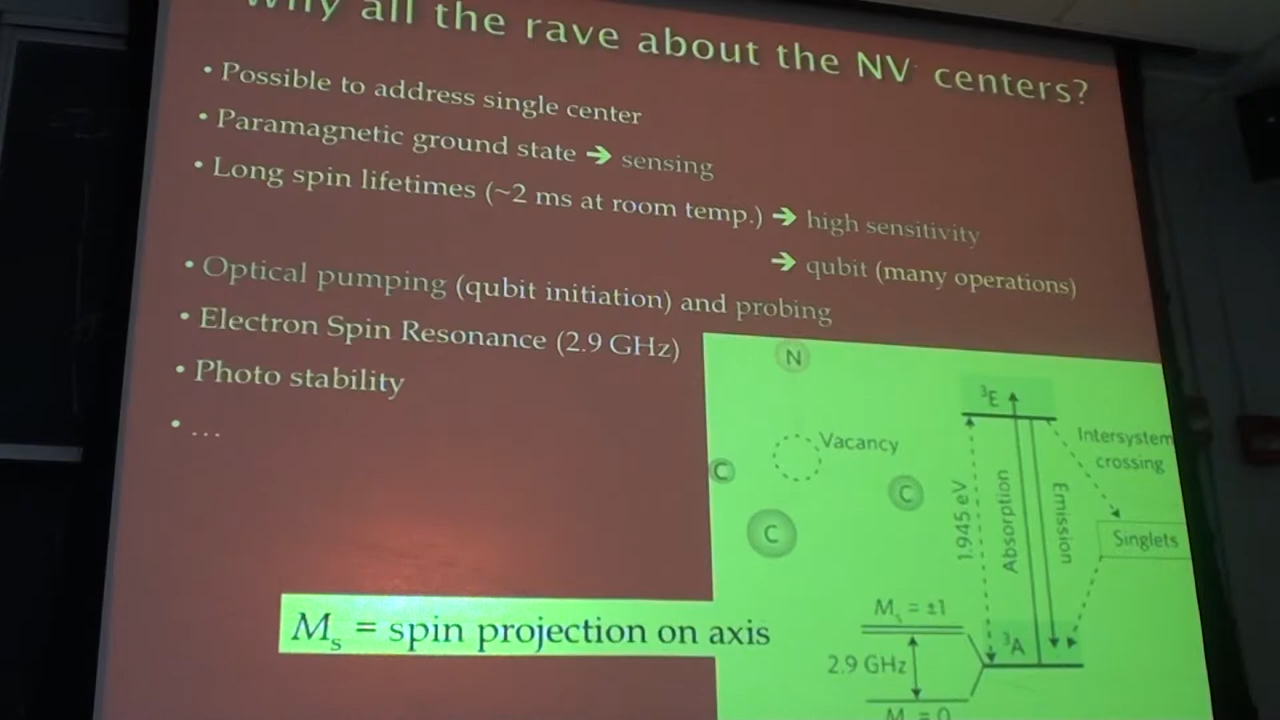 Why all the rave about the NV⁻ centers?
• Possible to address single center
• Paramagnetic ground state ➔ sensing
• Long spin lifetimes (~2 ms at room temp.) ➔ high sensitivity
➔ qubit (many operations)
• Optical pumping (qubit initiation) and probing
• Electron Spin Resonance (2.9 GHz)
• Photo stability
• ...
Ms = spin projection on axis
N
Vacancy
C
C
C
³E
Intersystem
crossing
1.945 eV
Absorption
Emission
Singlets
Ms = ±1
³A
2.9 GHz
Ms = 0